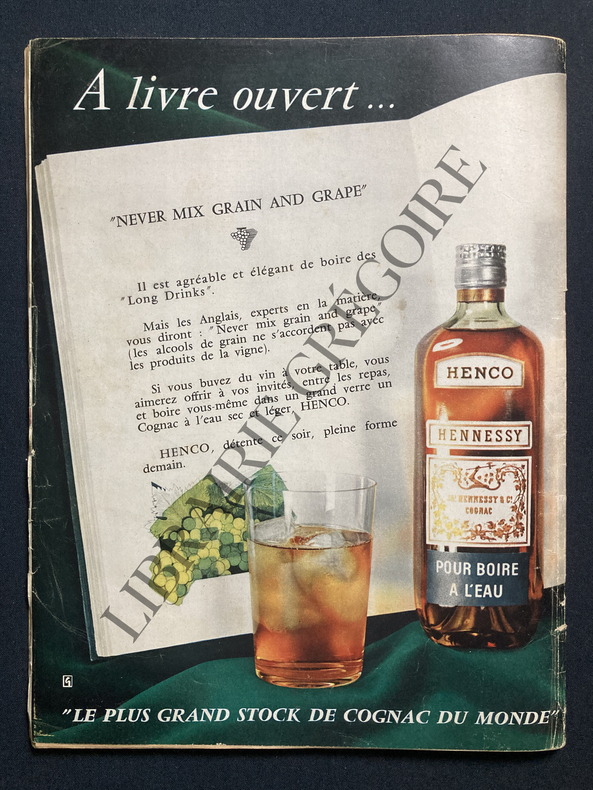 A livre ouvert...
"NEVER MIX GRAIN AND GRAPE"
Il est agréable et élégant de boire des
"Long Drinks".
Mais les Anglais, experts en la matière,
vous diront : "Never mix grain and grape"
(les alcools de grain ne s'accordent pas avec
les produits de la vigne).
Si vous buvez du vin à votre table, vous
aimerez offrir à vos invités, entre les repas,
et boire vous-même dans un grand verre un
Cognac à l'eau sec et léger, HENCO.
HENCO, détente ce soir, pleine forme
demain.
HENCO
HENNESSY
Jas HENNESSY & Co
COGNAC
POUR BOIRE
A L'EAU
"LE PLUS GRAND STOCK DE COGNAC DU MONDE"
LIBRAIRIE GRÉGOIRE